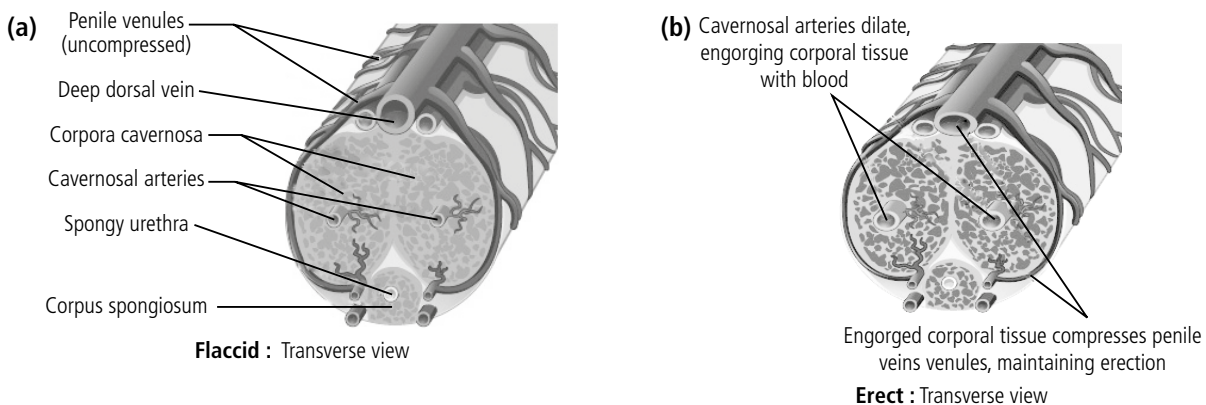 (a)
Penile venules
(uncompressed)
Deep dorsal vein
Corpora cavernosa
Cavernosal arteries
Spongy urethra
Corpus spongiosum
Flaccid : Transverse view
(b) Cavernosal arteries dilate,
engorging corporal tissue
with blood
Engorged corporal tissue compresses penile
veins venules, maintaining erection
Erect : Transverse view